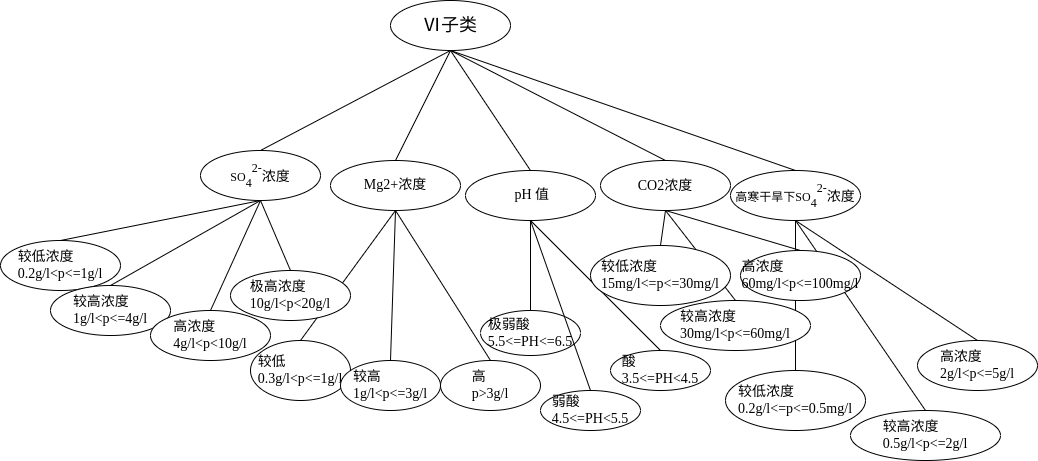 Ⅵ子类
SO₄²⁻浓度
Mg2+浓度
pH 值
CO2浓度
高寒干旱下SO₄²⁻浓度
较低浓度
0.2g/l<p<=1g/l
较高浓度
1g/l<p<=4g/l
高浓度
4g/l<p<10g/l
极高浓度
10g/l<p<20g/l
较低
0.3g/l<p<=1g/l
较高
1g/l<p<=3g/l
高
p>3g/l
极弱酸
5.5<=PH<=6.5
弱酸
4.5<=PH<5.5
酸
3.5<=PH<4.5
较低浓度
15mg/l<=p<=30mg/l
较高浓度
30mg/l<p<=60mg/l
高浓度
60mg/l<p<=100mg/l
较低浓度
0.2g/l<=p<=0.5mg/l
较高浓度
0.5g/l<p<=2g/l
高浓度
2g/l<p<=5g/l